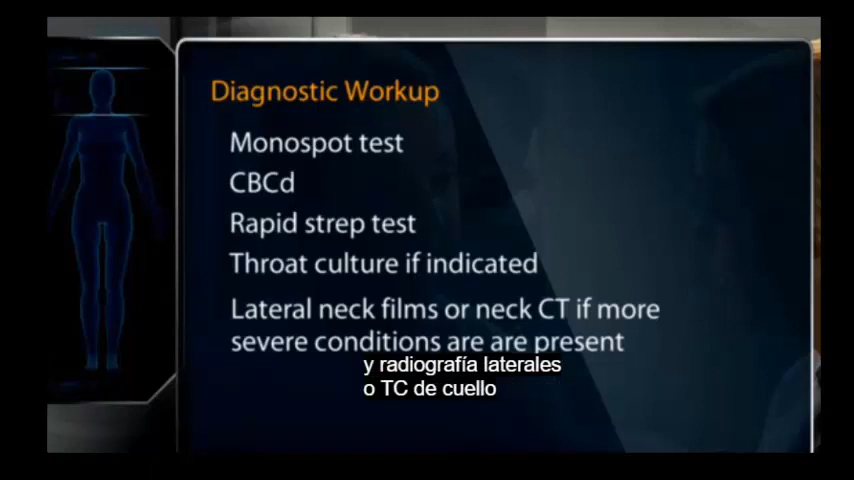 Diagnostic Workup
Monospot test
CBCd
Rapid strep test
Throat culture if indicated
Lateral neck films or neck CT if more
severe conditions are are present
y radiografía laterales
o TC de cuello